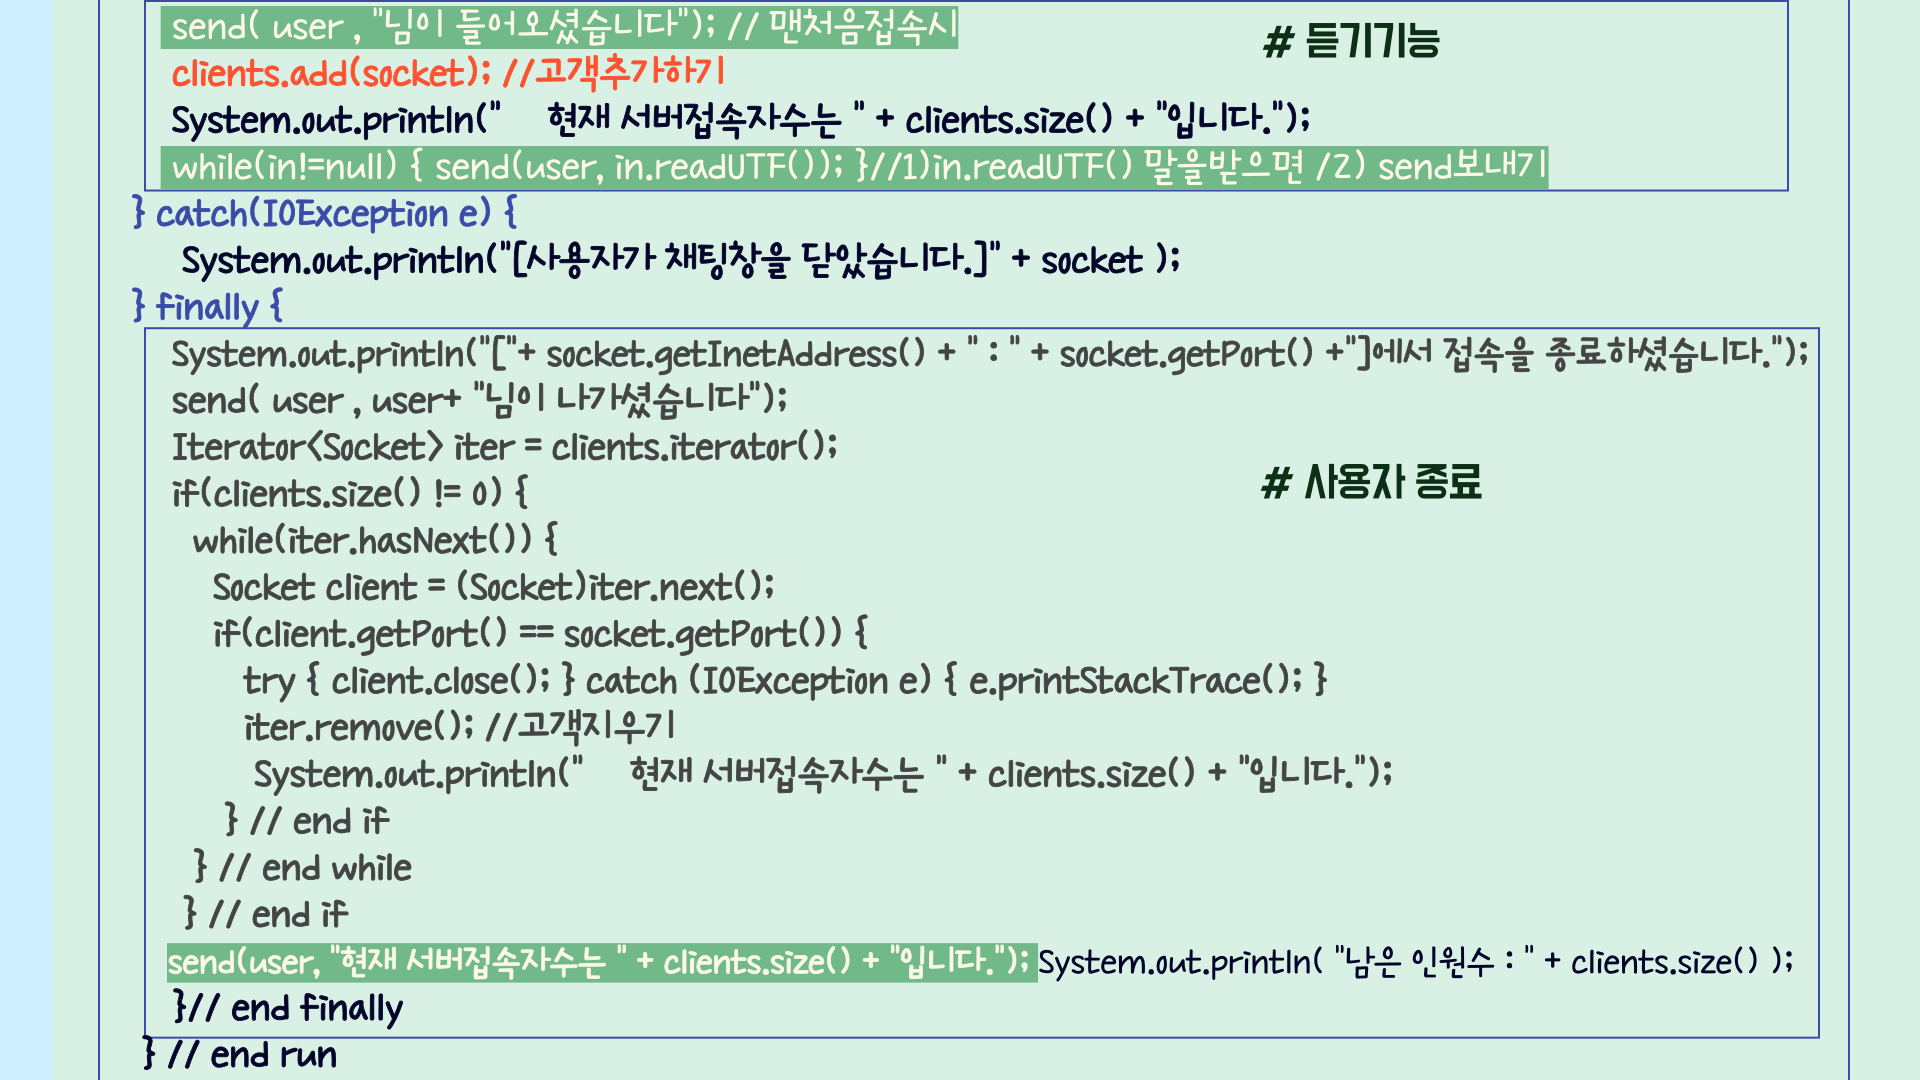 send( user , "님이 들어오셨습니다"); // 맨처음접속시
# 듣기기능
clients.add(socket); //고객추가하기
System.out.println("    현재 서버접속자수는 " + clients.size() + "입니다.");
while(in!=null) { send(user, in.readUTF()); }//1)in.readUTF() 말을받으면 /2) send보내기
} catch(IOException e) {
System.out.println("[사용자가 채팅창을 닫았습니다.]" + socket );
} finally {
System.out.println("["+ socket.getInetAddress() + " : " + socket.getPort() +"]에서 접속을 종료하셨습니다.");
send( user , user+ "님이 나가셨습니다");
Iterator<Socket> iter = clients.iterator();
# 사용자 종료
if(clients.size() != 0) {
while(iter.hasNext()) {
Socket client = (Socket)iter.next();
if(client.getPort() == socket.getPort()) {
try { client.close(); } catch (IOException e) { e.printStackTrace(); }
iter.remove(); //고객지우기
System.out.println("    현재 서버접속자수는 " + clients.size() + "입니다.");
} // end if
} // end while
} // end if
send(user, "현재 서버접속자수는 " + clients.size() + "입니다."); System.out.println( "남은 인원수 : " + clients.size() );
}// end finally
} // end run